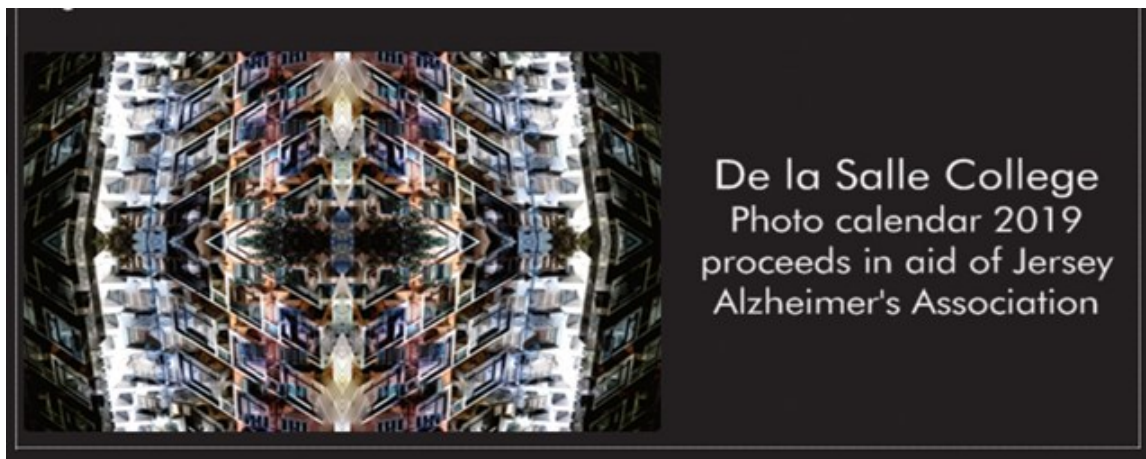 De la Salle College
Photo calendar 2019
proceeds in aid of Jersey
Alzheimer's Association